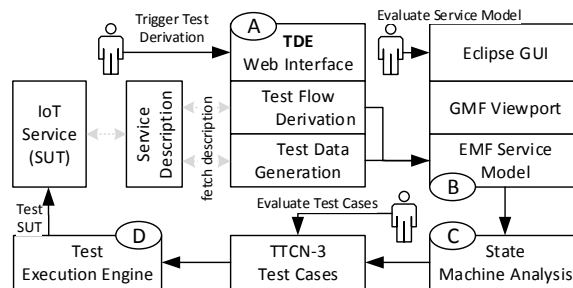 Trigger Test
Derivation
A
TDE
Web Interface
Evaluate Service Model
Eclipse GUI
IoT
Service
(SUT)
Service
Description
fetch description
Test Flow
Derivation
GMF Viewport
Test Data
Generation
EMF Service
Model
B
Test
SUT
Evaluate Test Cases
D
C
Test
Execution Engine
TTCN-3
Test Cases
State
Machine Analysis